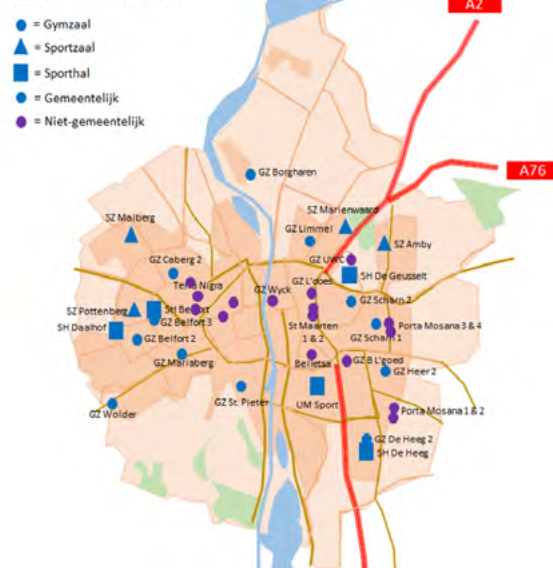 A2
= Gymzaal
= Sportzaal
= Sporthal
= Gemeentelijk
= Niet-gemeentelijk
A76
GZ Borgharen
SZ Malberg
SZ Marienwaard
GZ Limmel
SZ Amby
GZ Caberg 2
GZ UWC
SH De Geusselt
Terra Nigra
GZ L'does
GZ Wyck
GZ Scharn 2
SZ Pottenberg
SH Belfort
GZ Belfort 3
SH Daalhof
GZ Belfort 2
St Maarten
1 & 2
Porta Mosana 3 & 4
GZ Scharn 1
GZ Mariaberg
Belletsa
GZ B L'goed
GZ Heer 2
GZ St. Pieter
UM Sport
GZ Wolder
Porta Mosana 1 & 2
GZ De Heeg 2
SH De Heeg